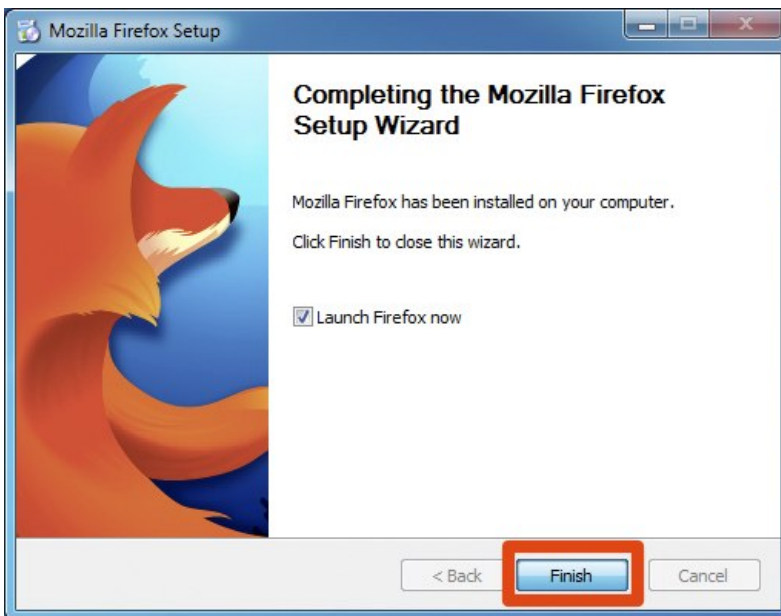 Mozilla Firefox Setup
Completing the Mozilla Firefox
Setup Wizard
Mozilla Firefox has been installed on your computer.
Click Finish to close this wizard.
Launch Firefox now
< Back
Finish
Cancel